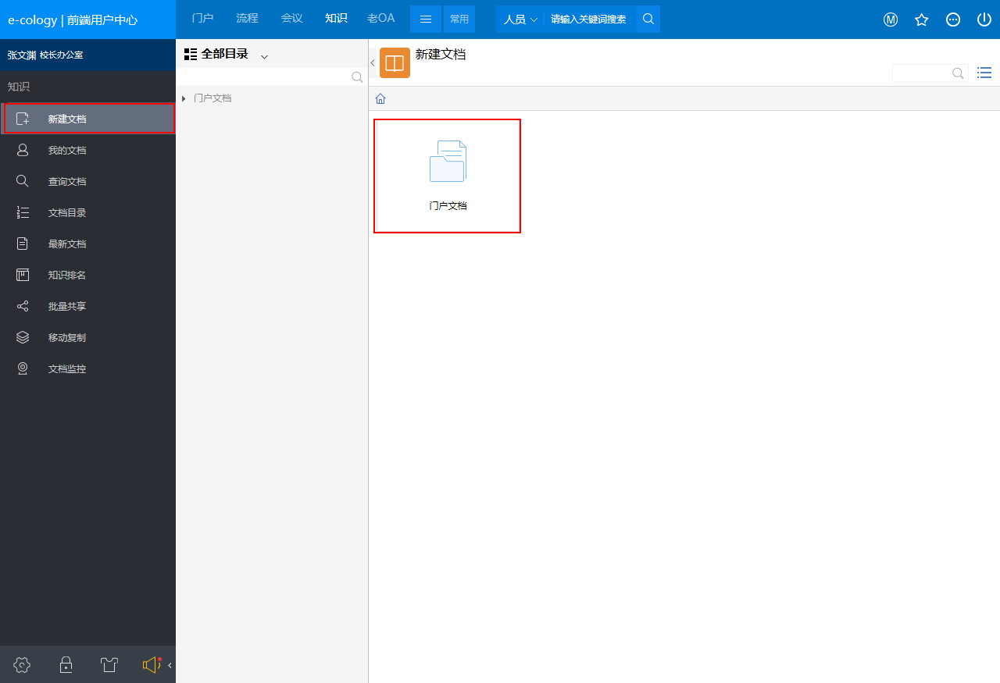 e-cology | 前端用户中心
门户 流程 会议 知识 老OA 常用 人员 请输入关键词搜索
张文渊 校长办公室
知识
新建文档
我的文档
查询文档
文档目录
最新文档
知识排名
批量共享
移动复制
文档监控
全部目录
门户文档
新建文档
门户文档